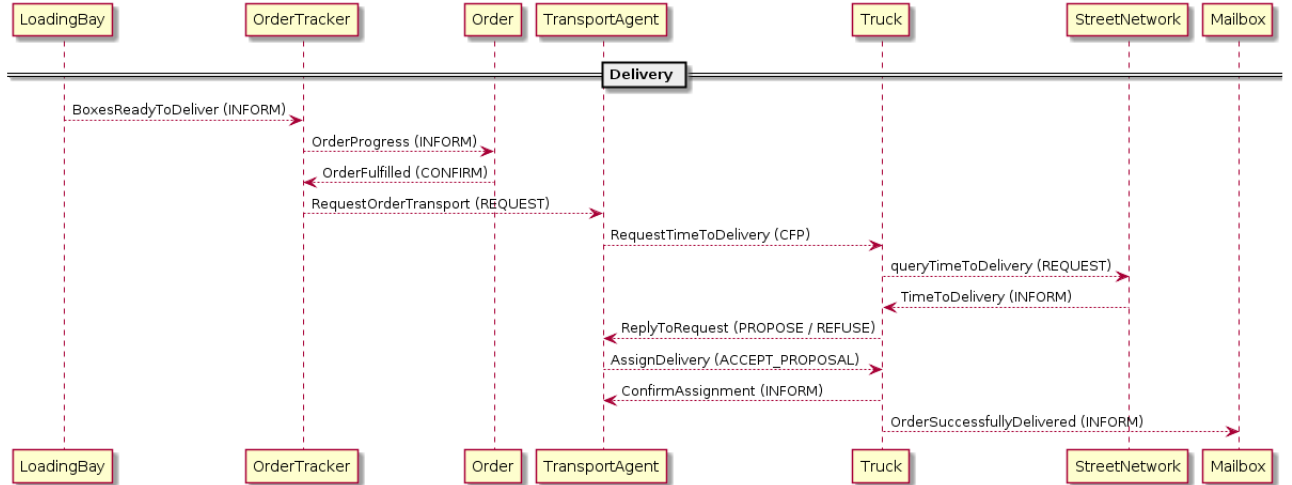 LoadingBay OrderTracker Order TransportAgent Truck StreetNetwork Mailbox
Delivery
BoxesReadyToDeliver (INFORM)
OrderProgress (INFORM)
OrderFulfilled (CONFIRM)
RequestOrderTransport (REQUEST)
RequestTimeToDelivery (CFP)
queryTimeToDelivery (REQUEST)
TimeToDelivery (INFORM)
ReplyToRequest (PROPOSE / REFUSE)
AssignDelivery (ACCEPT_PROPOSAL)
ConfirmAssignment (INFORM)
OrderSuccessfullyDelivered (INFORM)
LoadingBay OrderTracker Order TransportAgent Truck StreetNetwork Mailbox